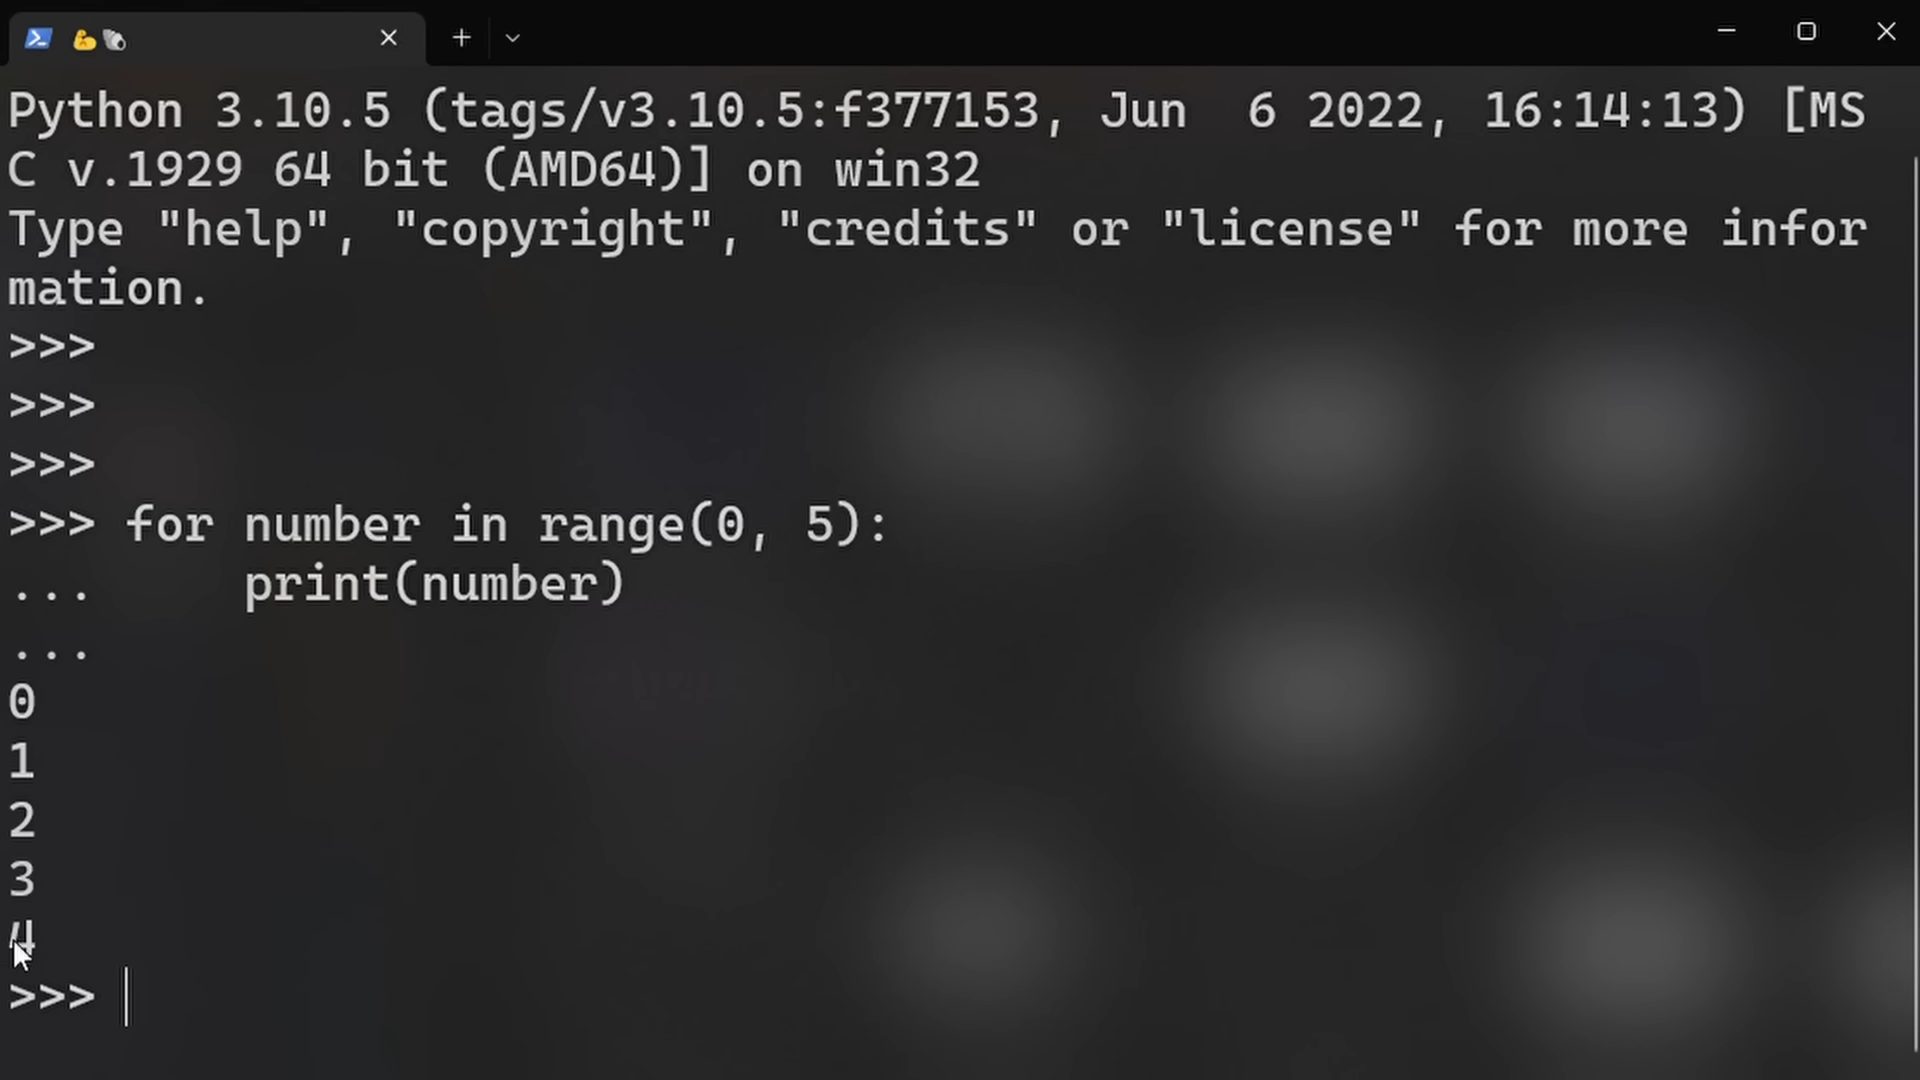 Python 3.10.5 (tags/v3.10.5:f377153, Jun  6 2022, 16:14:13) [MS
C v.1929 64 bit (AMD64)] on win32
Type "help", "copyright", "credits" or "license" for more infor
mation.
>>>
>>>
>>>
>>> for number in range(0, 5):
...     print(number)
...
0
1
2
3
4
>>>